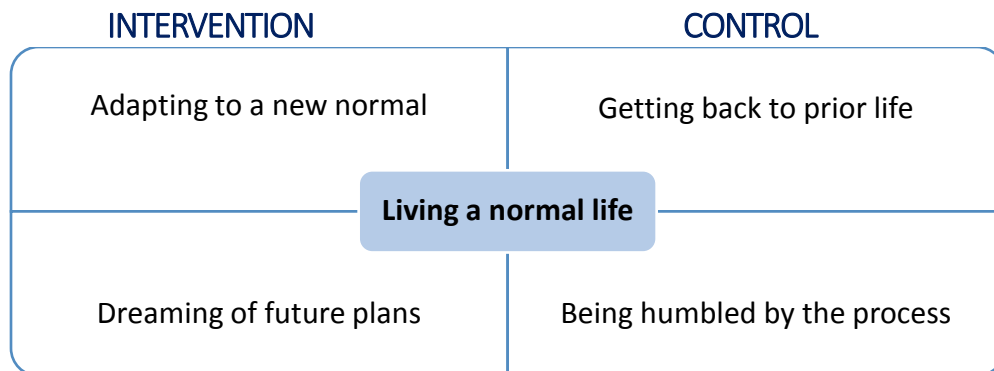 INTERVENTION CONTROL
Adapting to a new normal
Getting back to prior life
Living a normal life
Dreaming of future plans
Being humbled by the process